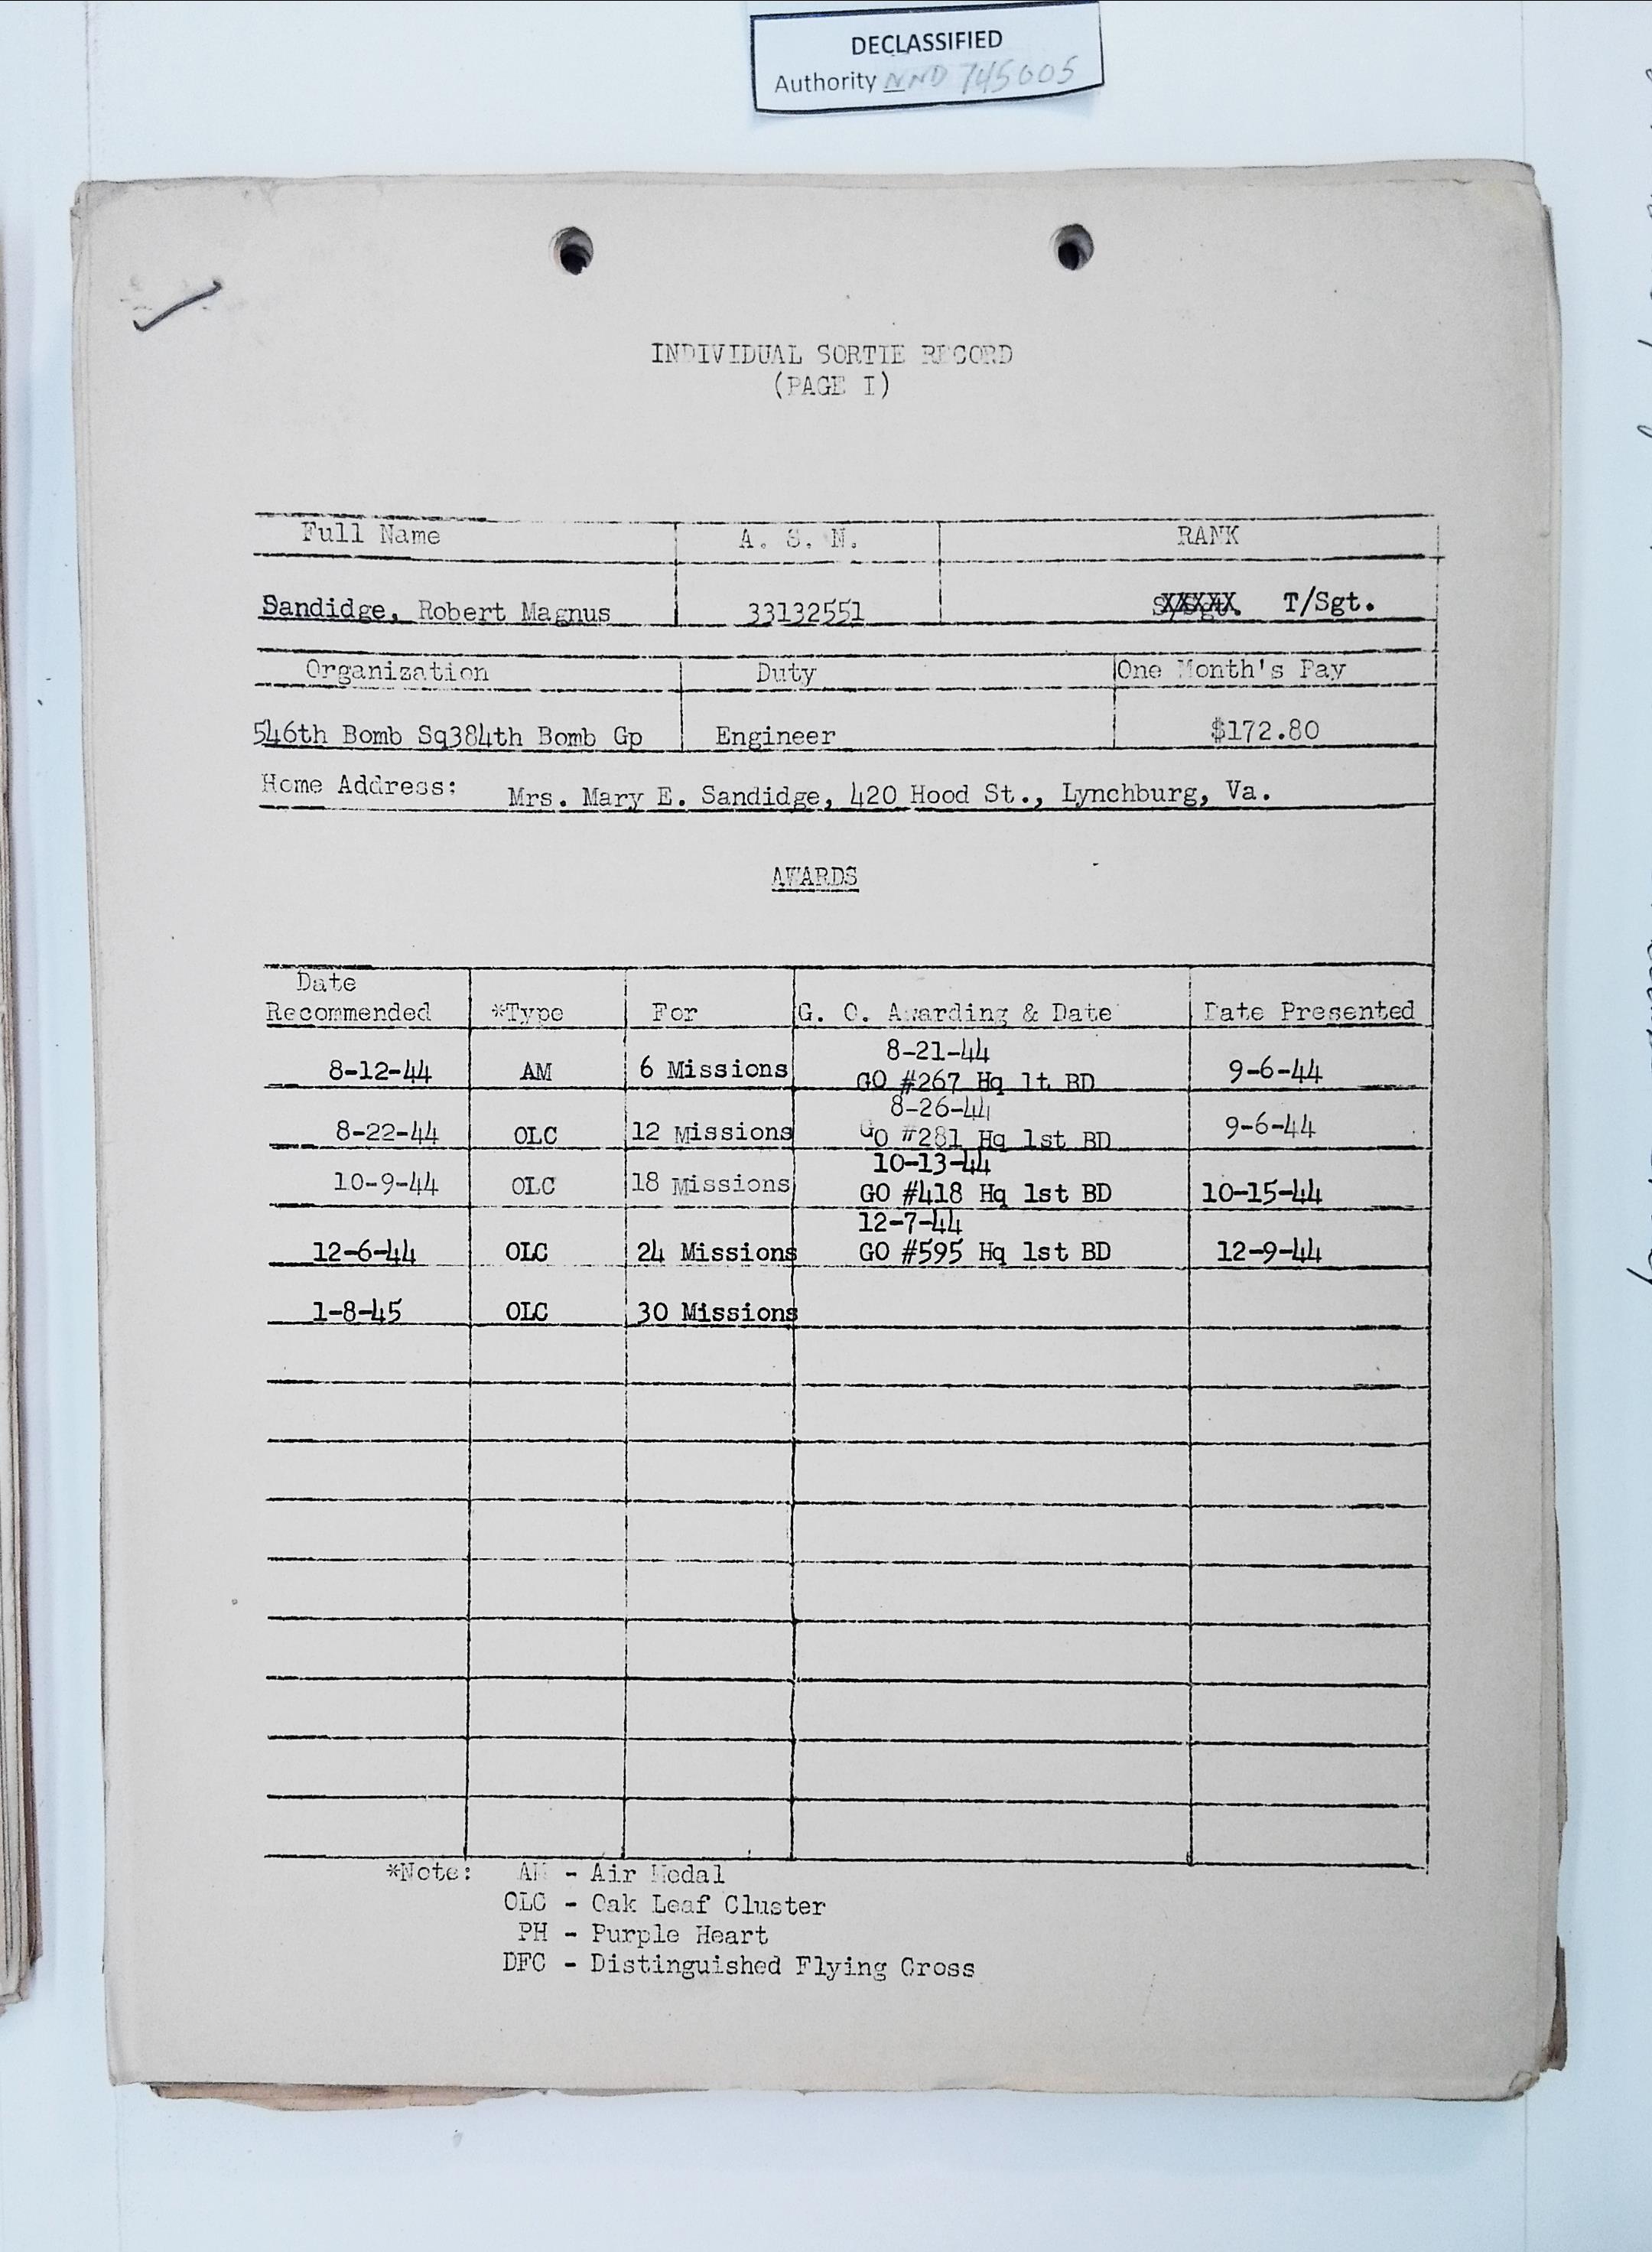 DECLASSIFIED
Authority NND 745005
INDIVIDUAL SORTIE RECORD
(PAGE I)
Full Name A. S. N. RANK
Sandidge, Robert Magnus 33132551 S/Sgt. T/Sgt.
Organization Duty One Month's Pay
546th Bomb Sq384th Bomb Gp Engineer $172.80
Home Address: Mrs. Mary E. Sandidge, 420 Hood St., Lynchburg, Va.
AWARDS
Date
Recommended *Type For G. O. Awarding & Date Date Presented
8-21-44
8-12-44 AM 6 Missions GO #267 Hq 1t BD 9-6-44
8-26-44
8-22-44 OLC 12 Missions GO #281 Hq 1st BD 9-6-44
10-13-44
10-9-44 OLC 18 Missions GO #418 Hq 1st BD 10-15-44
12-7-44
12-6-44 OLC 24 Missions GO #595 Hq 1st BD 12-9-44
1-8-45 OLC 30 Missions
*Note: AM - Air Medal
OLC - Oak Leaf Cluster
PH - Purple Heart
DFC - Distinguished Flying Cross